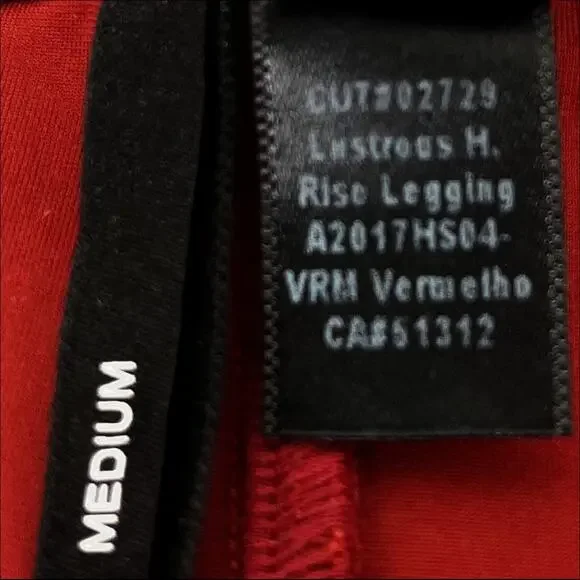 MEDIUM
CUT#02729
Lustrous H.
Rise Legging
A2017HS04-
VRM Vermelho
CA#51312